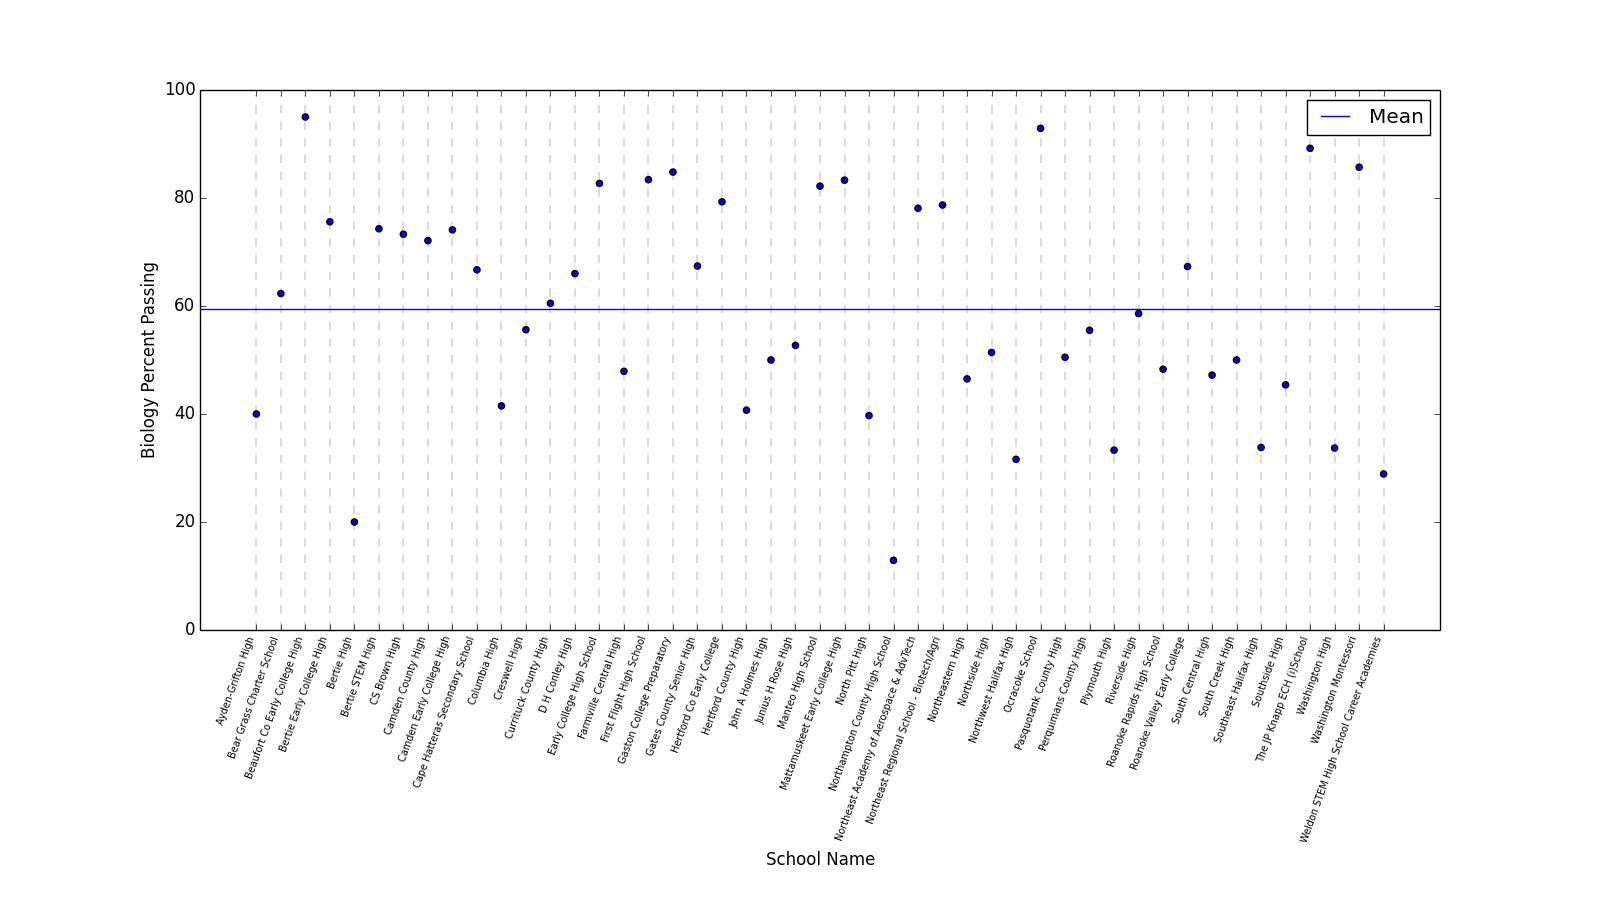 100
80
60
40
20
0
Biology Percent Passing
Mean
Ayden-Grifton High
Bear Grass Charter School
Beaufort Co Early College High
Bertie Early College High
Bertie High
Bertie STEM High
CS Brown High
Camden County High
Camden Early College High
Cape Hatteras Secondary School
Columbia High
Creswell High
Currituck County High
D H Conley High
Early College High School
Farmville Central High
First Flight High School
Gaston College Preparatory
Gates County Senior High
Hertford Co Early College
Hertford County High
John A Holmes High
Junius H Rose High
Manteo High School
Mattamuskeet Early College High
North Pitt High
Northampton County High School
Northeast Academy of Aerospace & AdvTech
Northeast Regional School - Biotech/Agri
Northeastern High
Northside High
Northwest Halifax High
Ocracoke School
Pasquotank County High
Perquimans County High
Plymouth High
Riverside High
Roanoke Rapids High School
Roanoke Valley Early College
South Central High
South Creek High
Southeast Halifax High
Southside High
The JP Knapp ECH (i)School
Washington High
Washington Montessori
Weldon STEM High School Career Academies
School Name